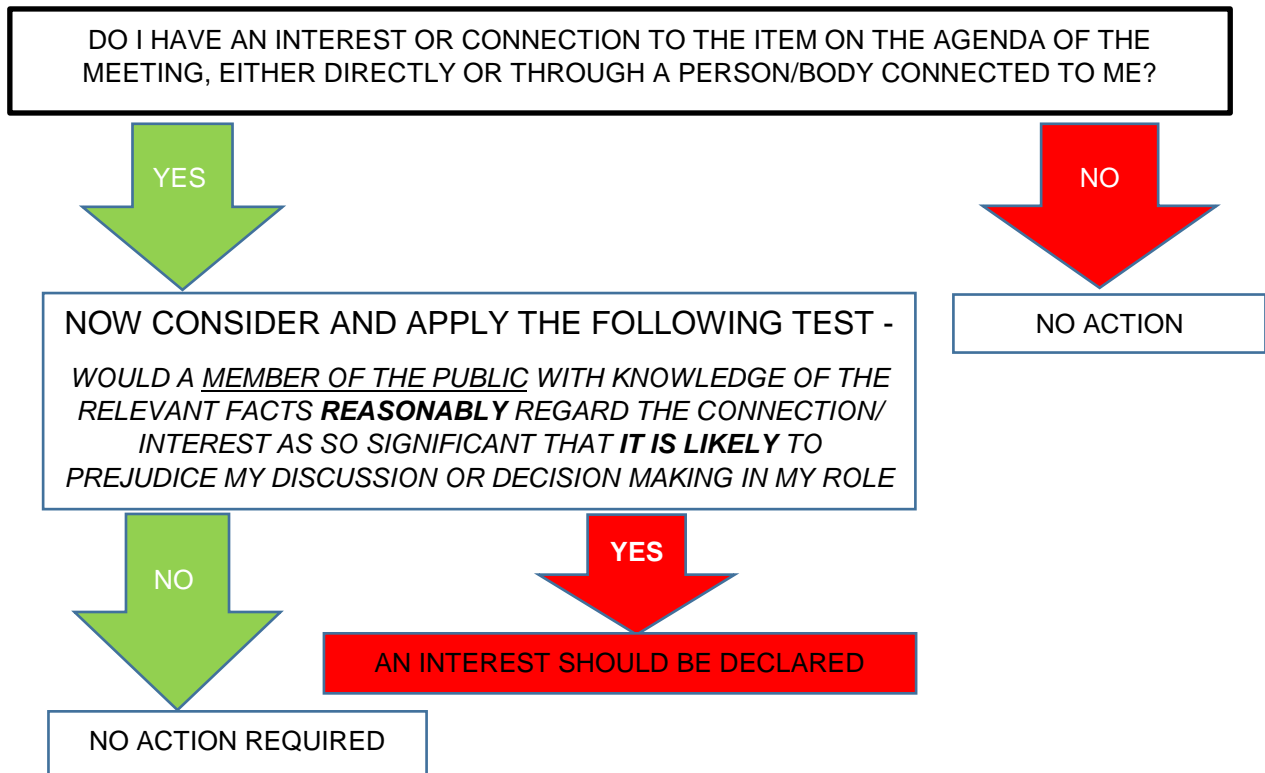 DO I HAVE AN INTEREST OR CONNECTION TO THE ITEM ON THE AGENDA OF THE
MEETING, EITHER DIRECTLY OR THROUGH A PERSON/BODY CONNECTED TO ME?
YES
NO
NOW CONSIDER AND APPLY THE FOLLOWING TEST -
NO ACTION
WOULD A MEMBER OF THE PUBLIC WITH KNOWLEDGE OF THE
RELEVANT FACTS REASONABLY REGARD THE CONNECTION/
INTEREST AS SO SIGNIFICANT THAT IT IS LIKELY TO
PREJUDICE MY DISCUSSION OR DECISION MAKING IN MY ROLE
NO
YES
AN INTEREST SHOULD BE DECLARED
NO ACTION REQUIRED